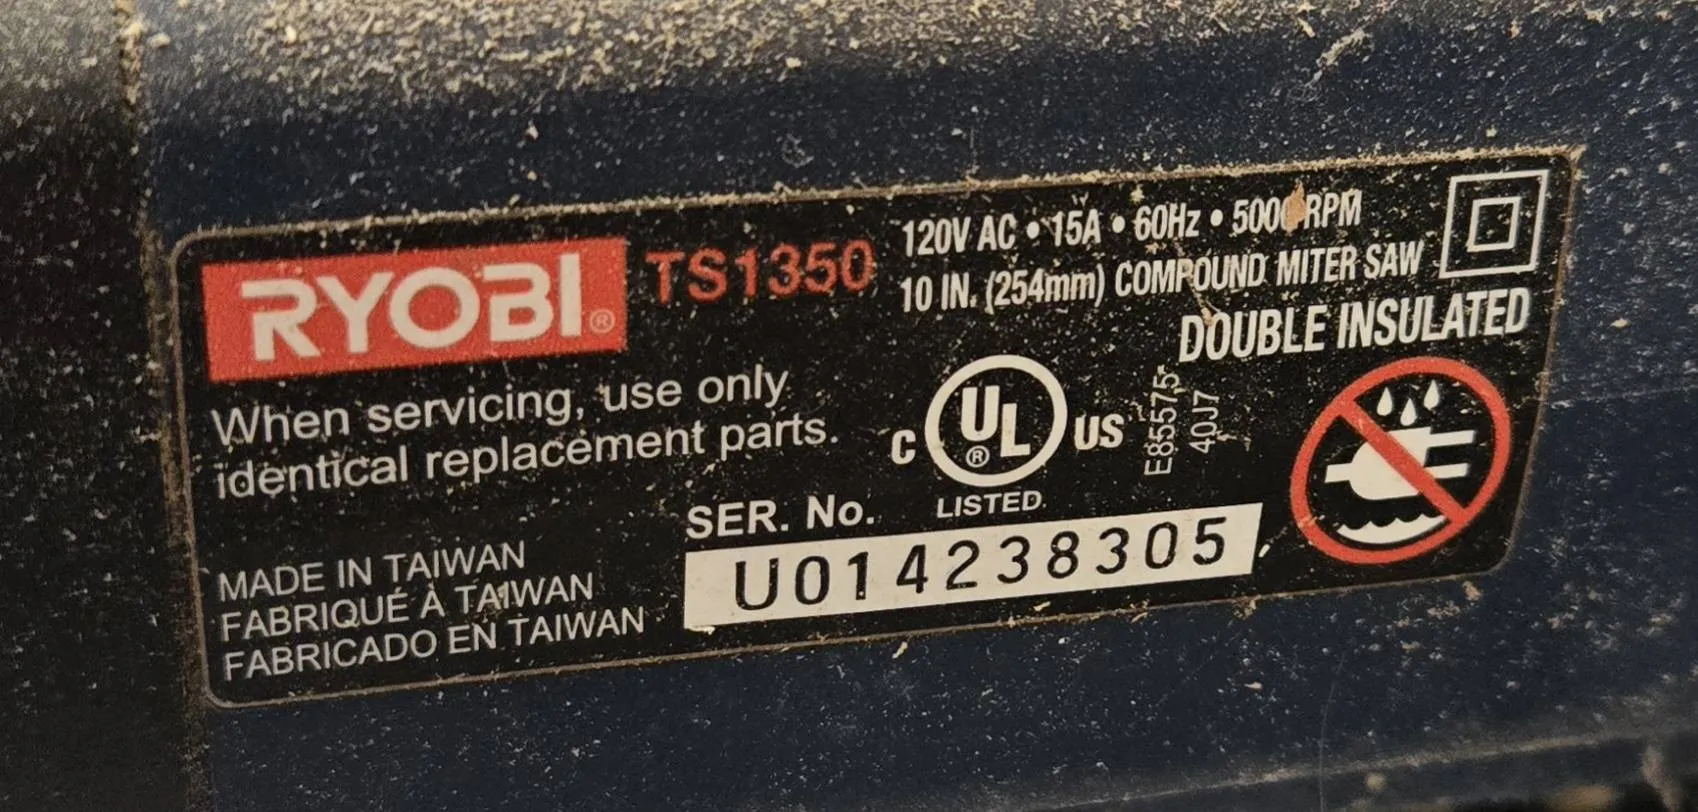 RYOBI®
TS1350
120V AC • 15A • 60Hz • 5000 RPM
10 IN. (254mm) COMPOUND MITER SAW
DOUBLE INSULATED
When servicing, use only
identical replacement parts.
C UL® US
LISTED
E85575
40J7
SER. No.
U014238305
MADE IN TAIWAN
FABRIQUÉ À TAIWAN
FABRICADO EN TAIWAN